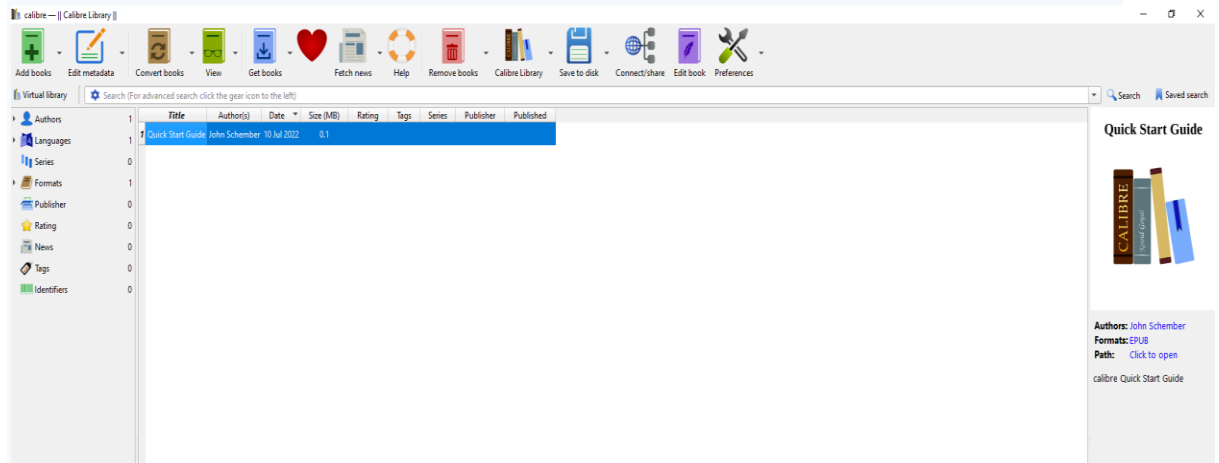 calibre — || Calibre Library ||
Add books Edit metadata Convert books View Get books Fetch news Help Remove books Calibre Library Save to disk Connect/share Edit book Preferences
Virtual library Search (For advanced search click the gear icon to the left) Search Saved search
Authors 1
Languages 1
Series 0
Formats 1
Publisher 0
Rating 0
News 0
Tags 0
Identifiers 0
Title Author(s) Date Size (MB) Rating Tags Series Publisher Published
1 Quick Start Guide John Schember 10 Jul 2022 0.1
Quick Start Guide
CALIBRE
Kovid Goyal
Authors: John Schember
Formats: EPUB
Path: Click to open
calibre Quick Start Guide